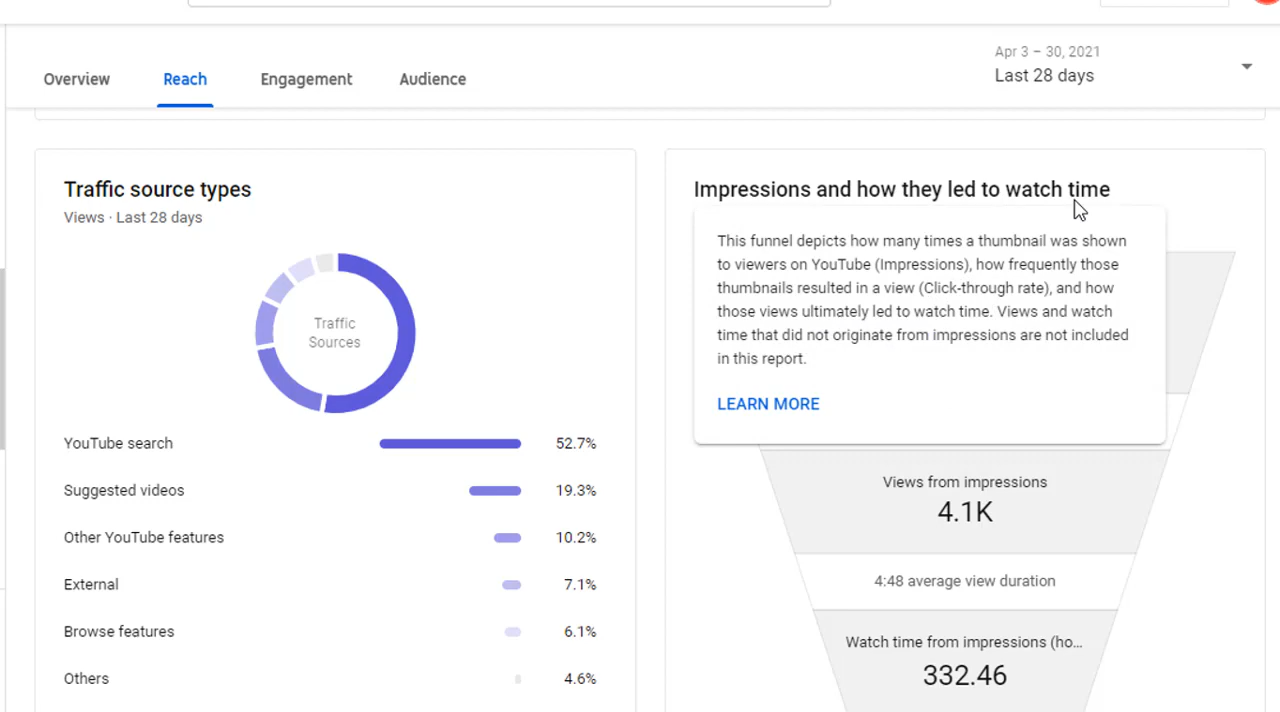 Overview
Reach
Engagement
Audience
Apr 3 – 30, 2021
Last 28 days
Traffic source types
Views · Last 28 days
Traffic
Sources
YouTube search 52.7%
Suggested videos 19.3%
Other YouTube features 10.2%
External 7.1%
Browse features 6.1%
Others 4.6%
Impressions and how they led to watch time
This funnel depicts how many times a thumbnail was shown
to viewers on YouTube (Impressions), how frequently those
thumbnails resulted in a view (Click-through rate), and how
those views ultimately led to watch time. Views and watch
time that did not originate from impressions are not included
in this report.
LEARN MORE
Views from impressions
4.1K
4:48 average view duration
Watch time from impressions (ho...
332.46